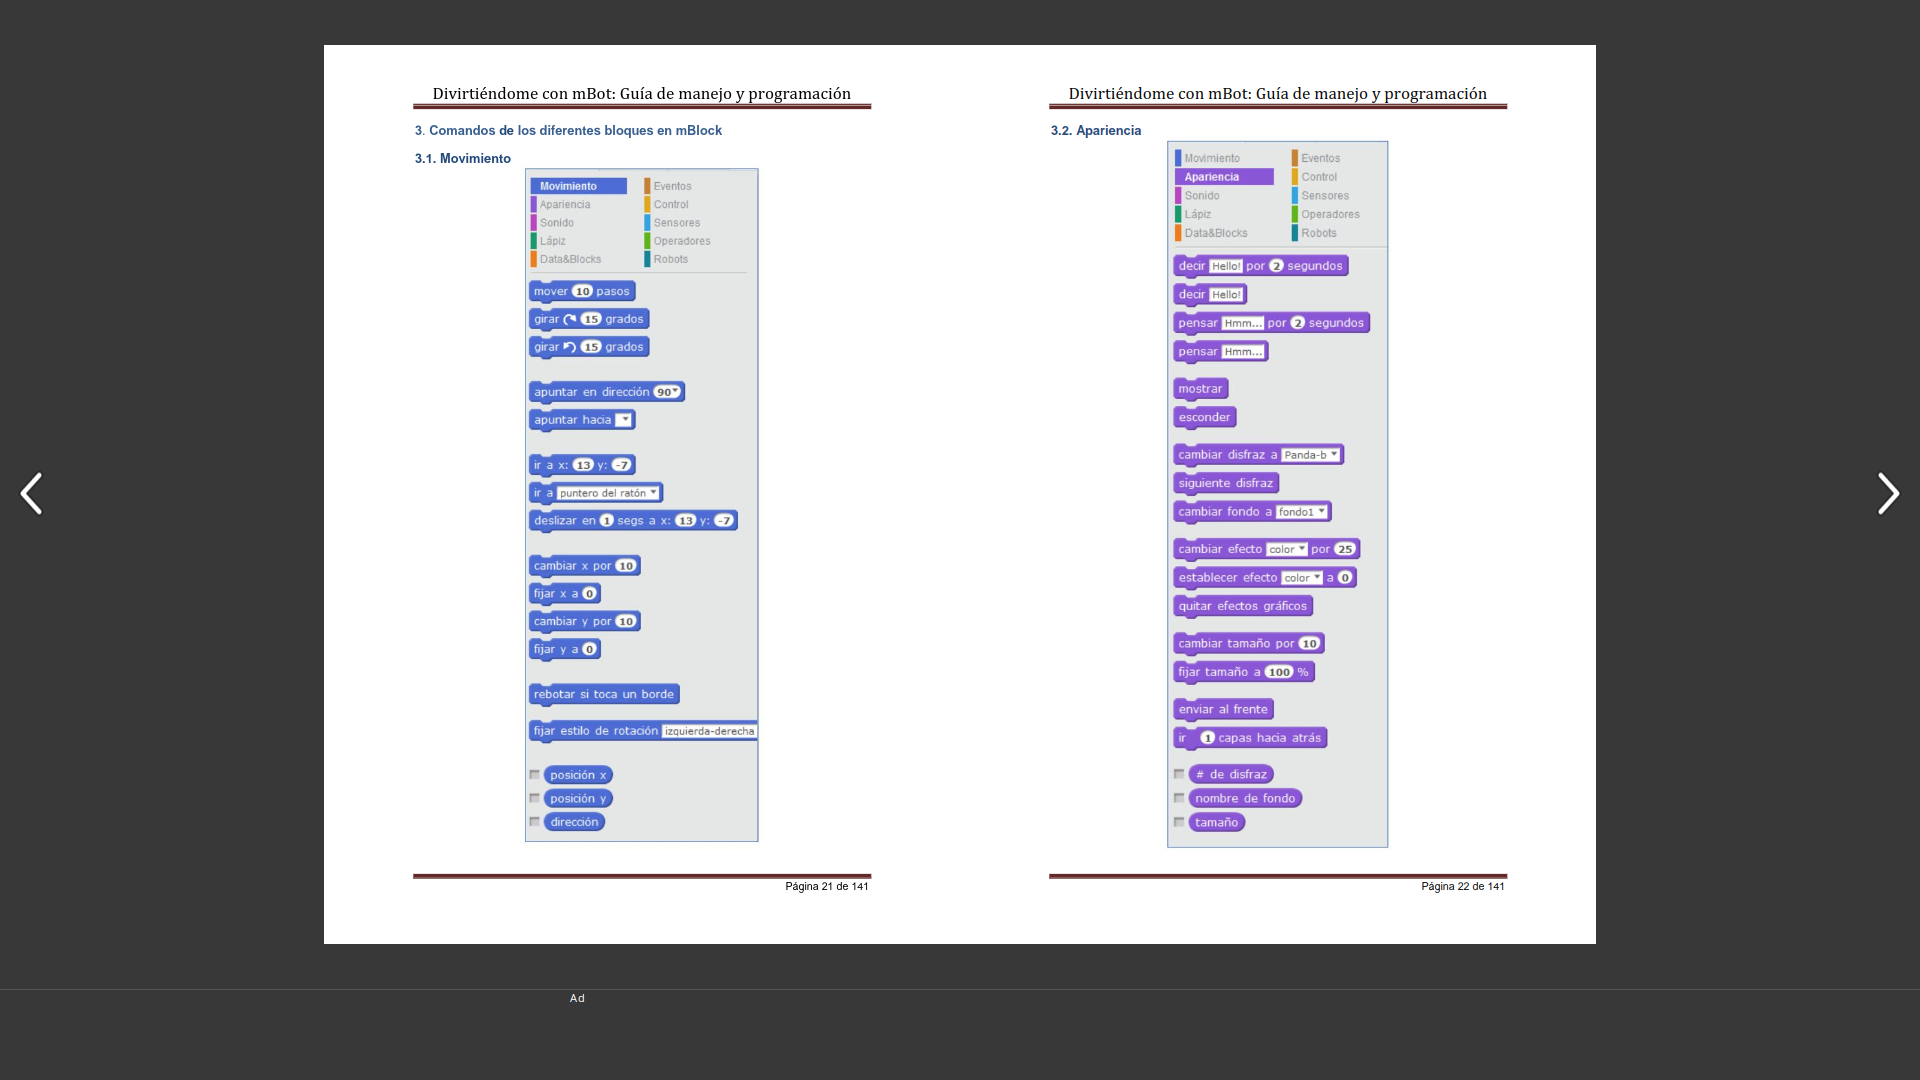 Divirtiéndome con mBot: Guía de manejo y programación
3. Comandos de los diferentes bloques en mBlock
3.1. Movimiento
Movimiento Eventos
Apariencia Control
Sonido Sensores
Lápiz Operadores
Data&Blocks Robots
mover 10 pasos
girar 15 grados
girar 15 grados
apuntar en dirección 90
apuntar hacia
ir a x: 13 y: -7
ir a puntero del ratón
deslizar en 1 segs a x: 13 y: -7
cambiar x por 10
fijar x a 0
cambiar y por 10
fijar y a 0
rebotar si toca un borde
fijar estilo de rotación izquierda-derecha
posición x
posición y
dirección
Página 21 de 141
Divirtiéndome con mBot: Guía de manejo y programación
3.2. Apariencia
Movimiento Eventos
Apariencia Control
Sonido Sensores
Lápiz Operadores
Data&Blocks Robots
decir Hello! por 2 segundos
decir Hello!
pensar Hmm... por 2 segundos
pensar Hmm...
mostrar
esconder
cambiar disfraz a Panda-b
siguiente disfraz
cambiar fondo a fondo1
cambiar efecto color por 25
establecer efecto color a 0
quitar efectos gráficos
cambiar tamaño por 10
fijar tamaño a 100 %
enviar al frente
ir 1 capas hacia atrás
# de disfraz
nombre de fondo
tamaño
Página 22 de 141
Ad